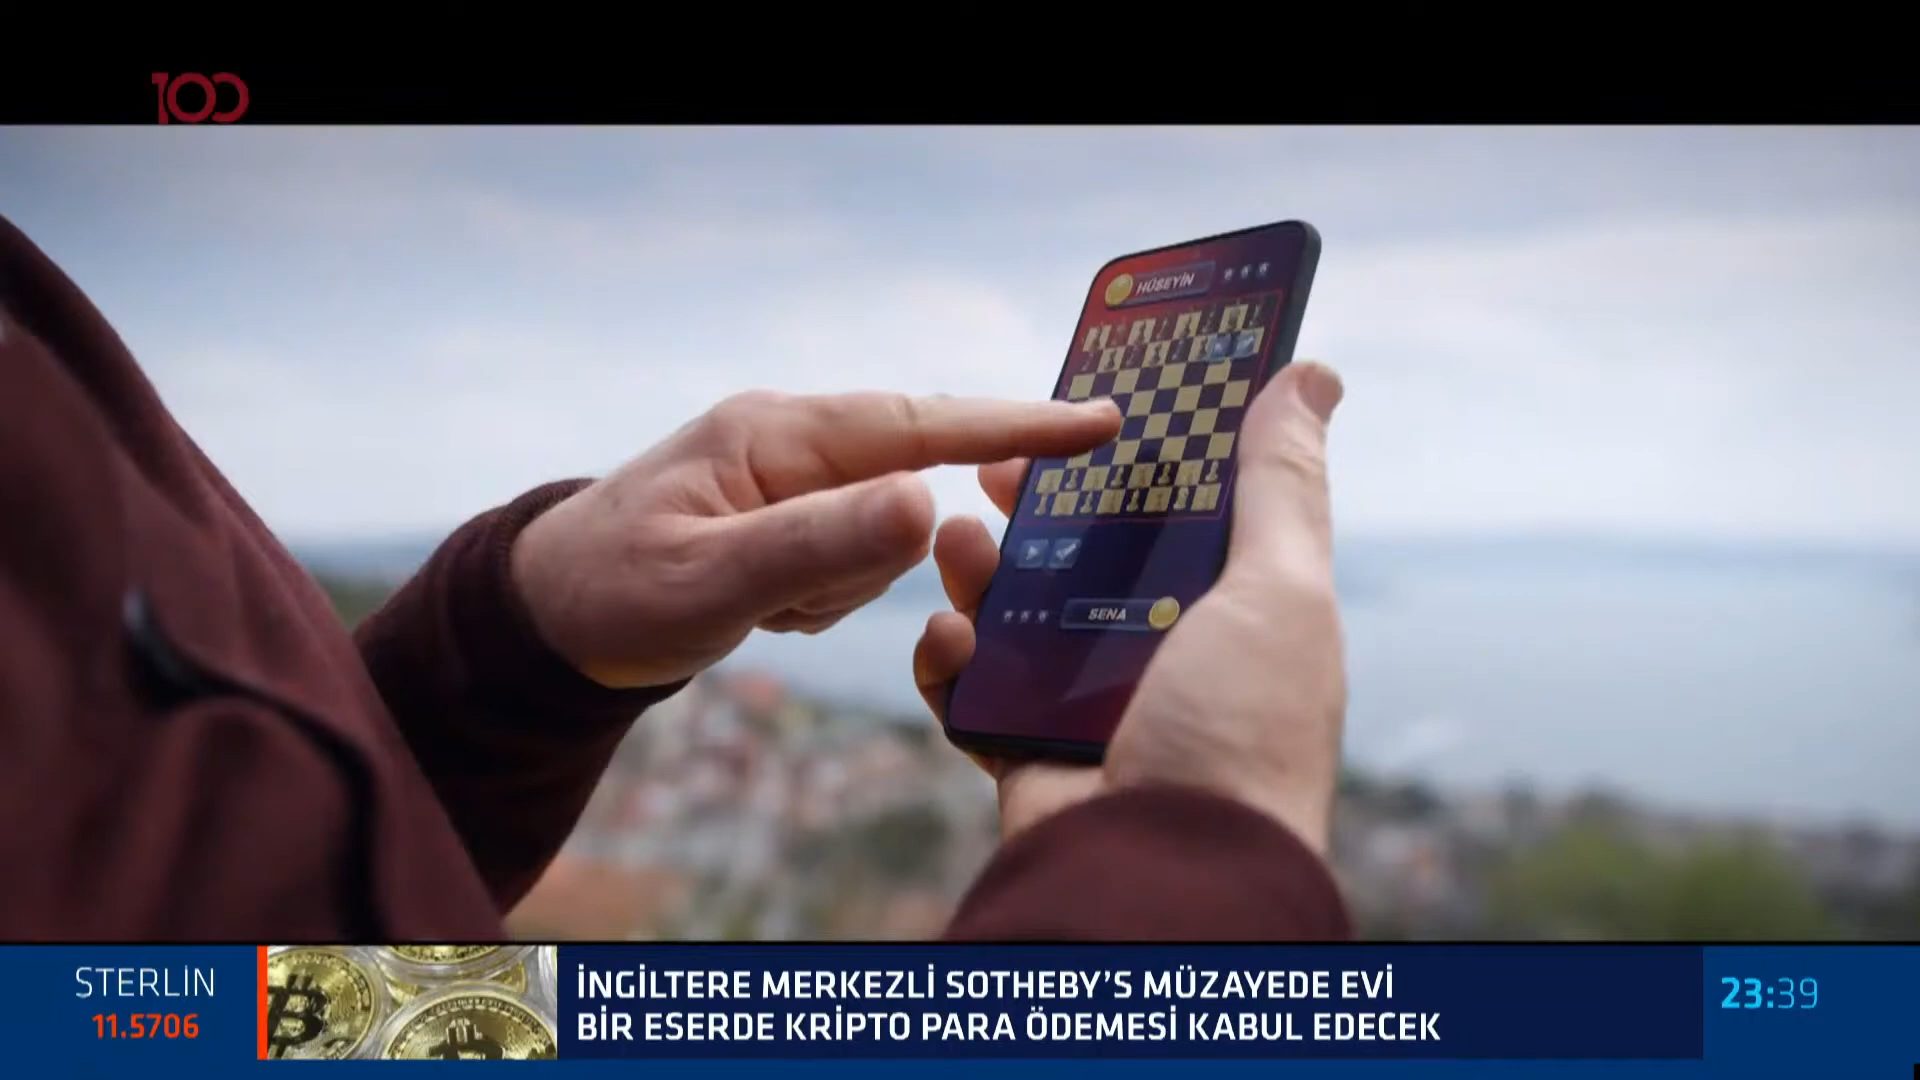 100
HÜSEYİN
SENA
STERLİN
11.5706
İNGİLTERE MERKEZLİ SOTHEBY'S MÜZAYEDE EVİ
BİR ESERDE KRİPTO PARA ÖDEMESİ KABUL EDECEK
23:39